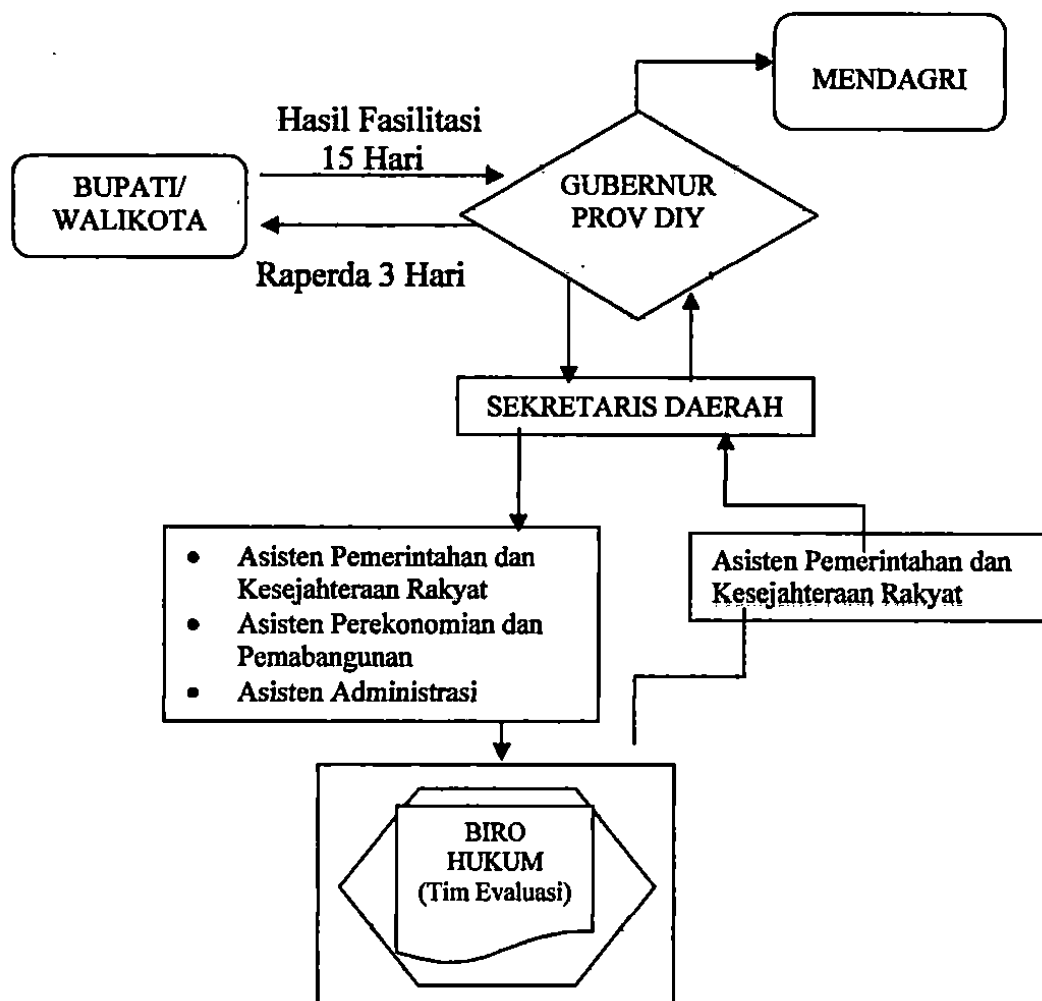 MENDAGRI
Hasil Fasilitasi
15 Hari
BUPATI/
WALIKOTA
GUBERNUR
PROV DIY
Raperda 3 Hari
SEKRETARIS DAERAH
• Asisten Pemerintahan dan
Kesejahteraan Rakyat
• Asisten Perekonomian dan
Pemabangunan
• Asisten Administrasi
Asisten Pemerintahan dan
Kesejahteraan Rakyat
BIRO
HUKUM
(Tim Evaluasi)